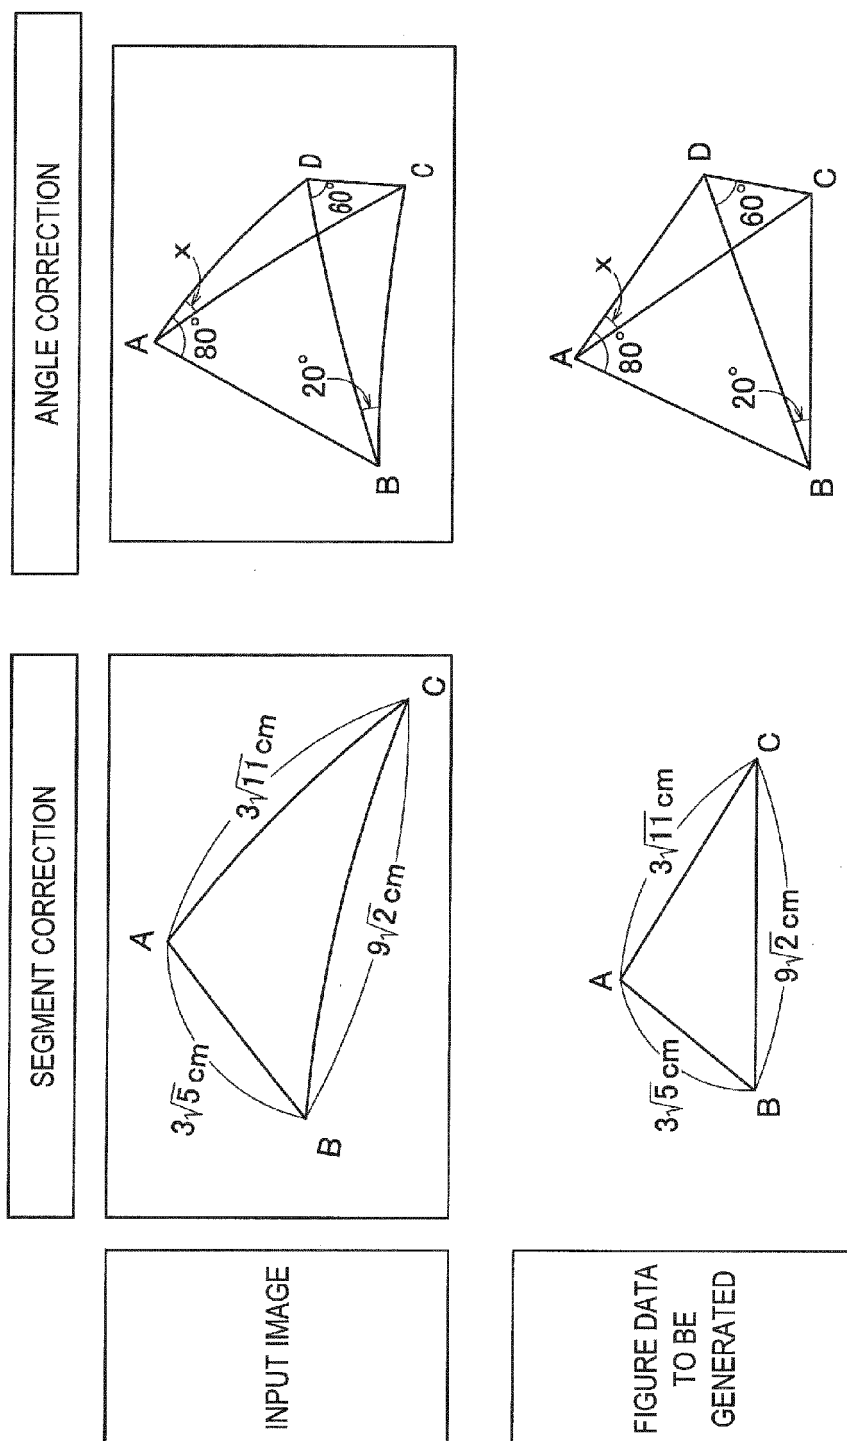 SEGMENT CORRECTION
ANGLE CORRECTION
INPUT IMAGE
A
B
C
3√5 cm
3√11 cm
9√2 cm
A
B
C
D
80°
x
20°
60°
FIGURE DATA
TO BE
GENERATED
A
B
C
3√5 cm
3√11 cm
9√2 cm
A
B
C
D
80°
x
20°
60°